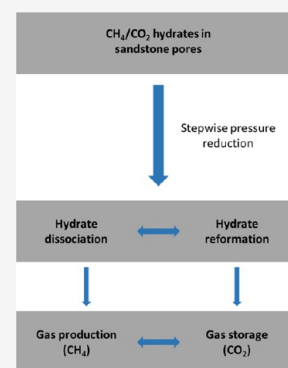 CH₄/CO₂ hydrates in
sandstone pores
Stepwise pressure
reduction
Hydrate
dissociation
Hydrate
reformation
Gas production
(CH₄)
Gas storage
(CO₂)